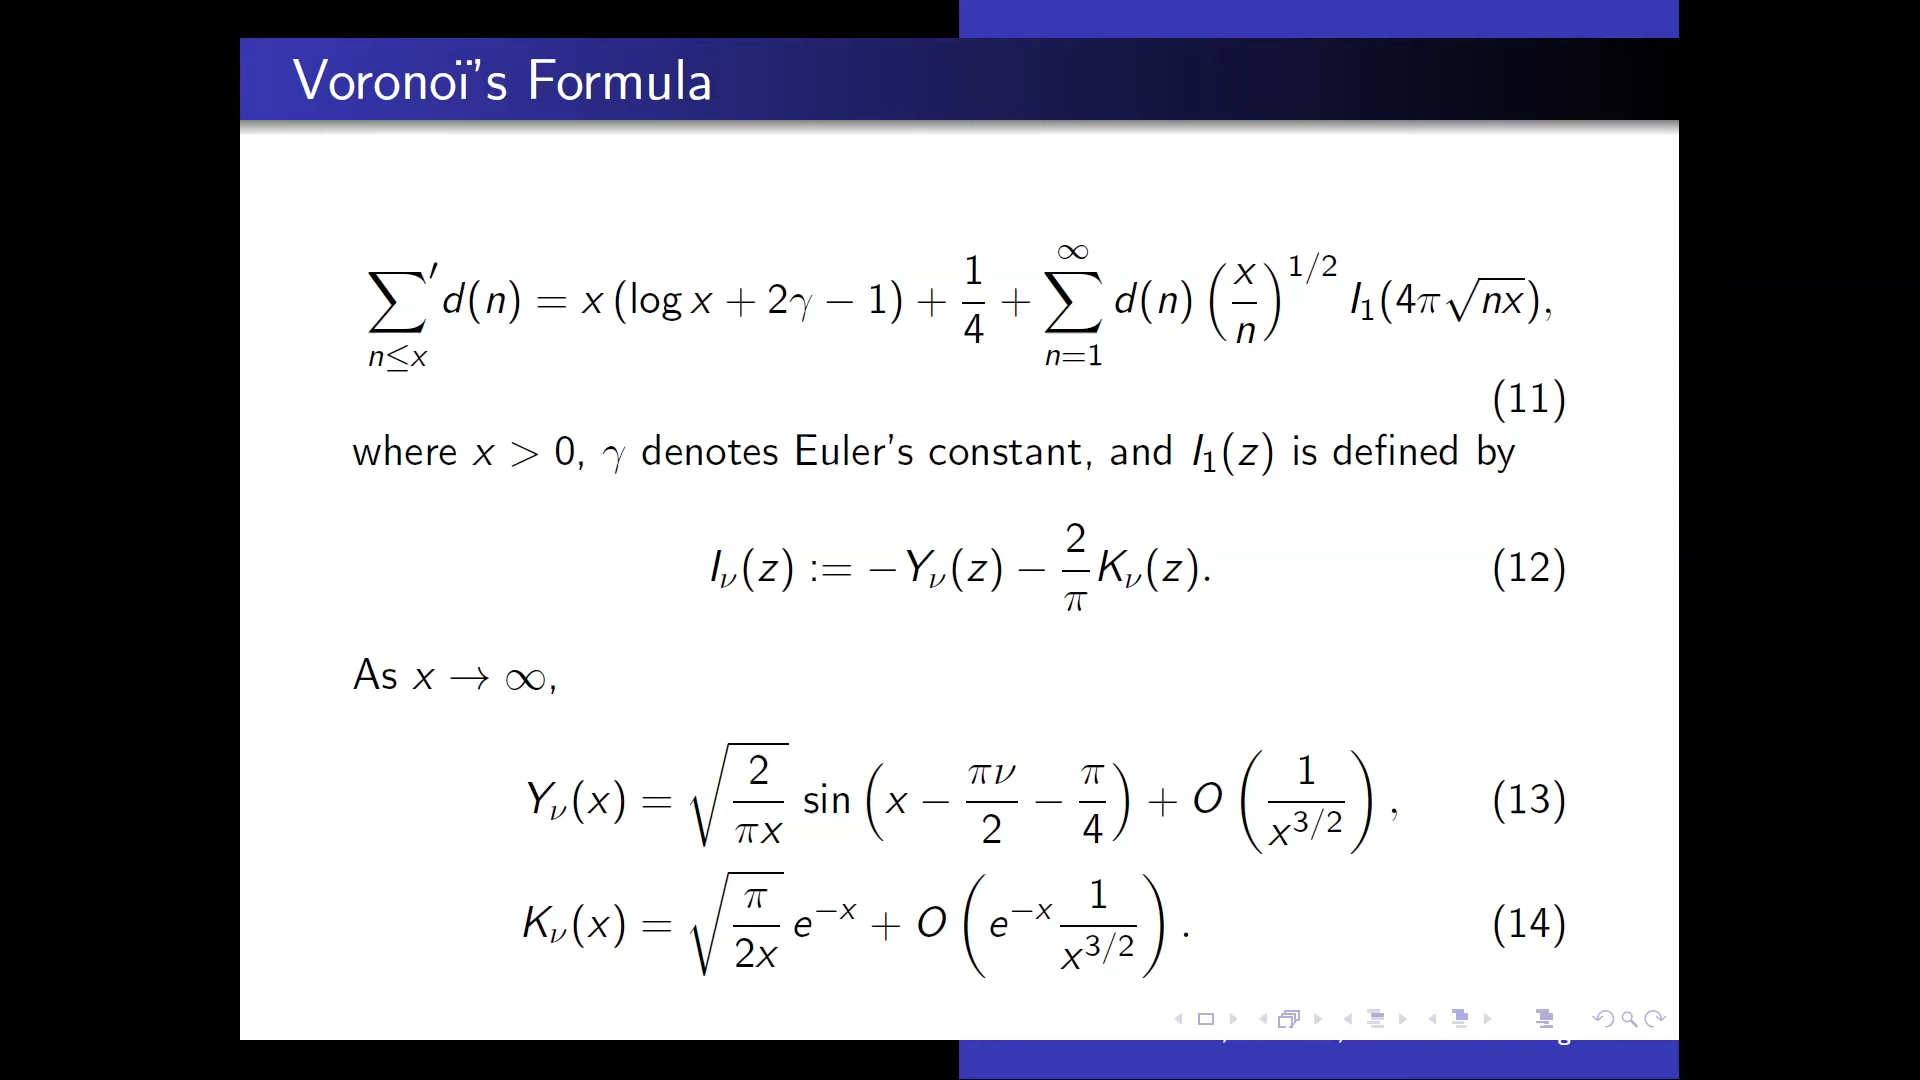 Voronoï's Formula
∑′_{n≤x} d(n) = x (log x + 2γ − 1) + 1/4 + ∑_{n=1}^{∞} d(n) (x/n)^{1/2} I₁(4π√(nx)),
(11)
where x > 0, γ denotes Euler's constant, and I₁(z) is defined by
I_ν(z) := −Y_ν(z) − (2/π) K_ν(z). (12)
As x → ∞,
Y_ν(x) = √(2/(πx)) sin (x − πν/2 − π/4) + O (1/x^{3/2}), (13)
K_ν(x) = √(π/(2x)) e^{−x} + O (e^{−x} 1/x^{3/2}). (14)